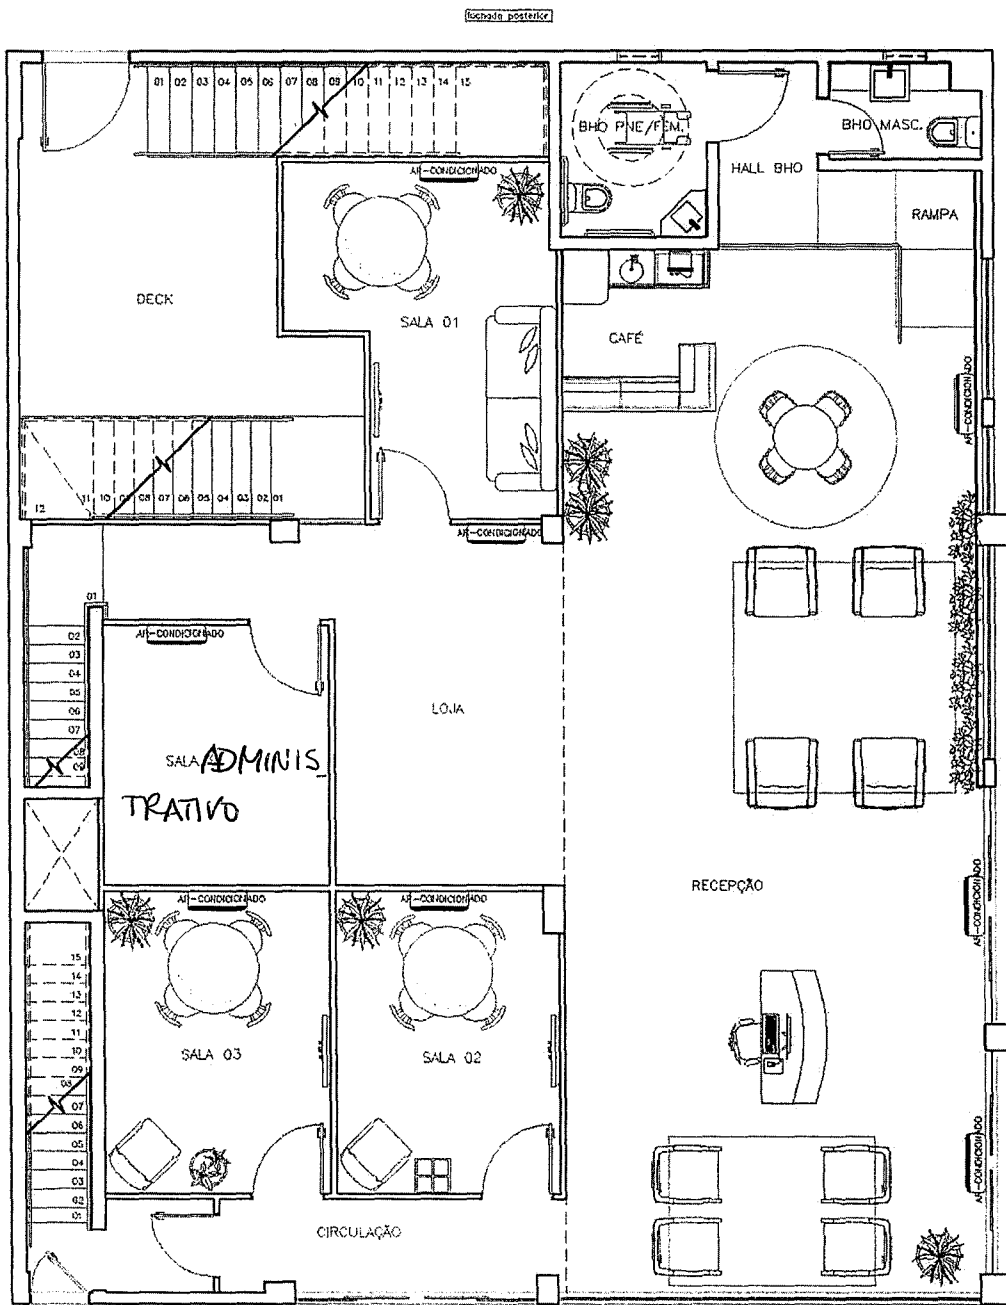 fachada posterior
01 02 03 04 05 06 07 08 09 10 11 12 13 14 15
BHO PNE/FEM.
BHO MASC.
HALL BHO
AR-CONDICIONADO
RAMPA
DECK
SALA 01
CAFÉ
AR-CONDICIONADO
12 11 10 09 08 07 06 05 04 03 02 01
AR-CONDICIONADO
01
02
03
04
05
06
07
08
09
AR-CONDICIONADO
LOJA
SALA ADMINIS
TRATIVO
RECEPÇÃO
AR-CONDICIONADO
AR-CONDICIONADO
AR-CONDICIONADO
15
14
13
12
11
10
09
08
07
06
05
04
03
02
01
SALA 03
SALA 02
AR-CONDICIONADO
CIRCULAÇÃO